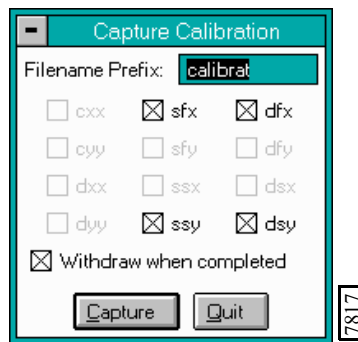 Capture Calibration
Filename Prefix: calibrat
cxx sfx dfx
cyy sfy dfy
dxx ssx dsx
dyy ssy dsy
Withdraw when completed
Capture Quit
7817